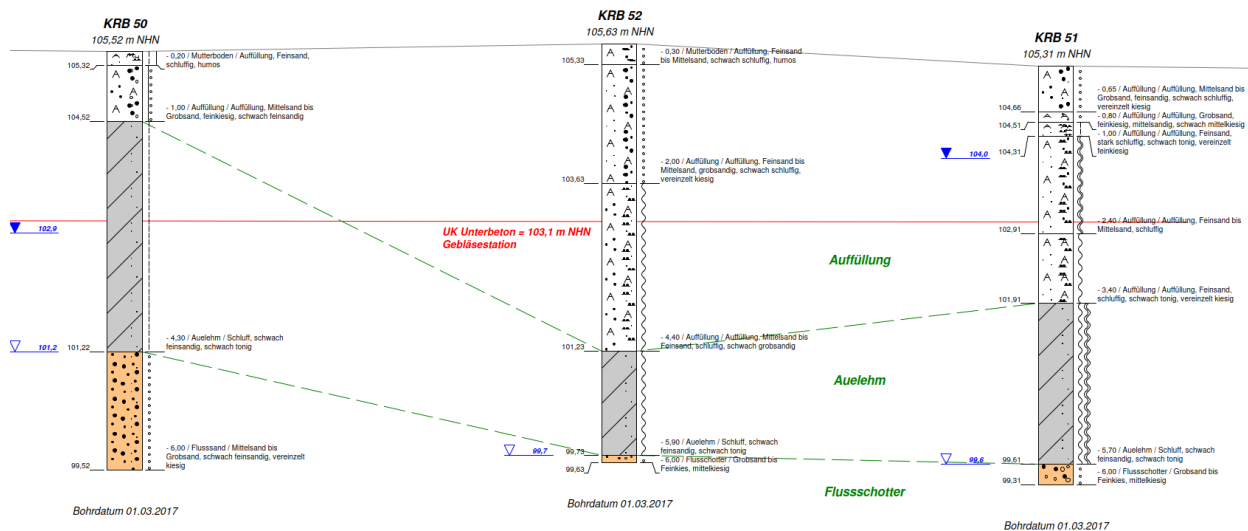 KRB 50
105,52 m NHN
105,32
- 0,20 / Mutterboden / Auffüllung, Feinsand,
schluffig, humos
104,52
- 1,00 / Auffüllung / Auffüllung, Mittelsand bis
Grobsand, feinkiesig, schwach feinsandig
102,9
101,2
101,22
- 4,30 / Auelehm / Schluff, schwach
feinsandig, schwach tonig
99,52
- 6,00 / Flusssand / Mittelsand bis
Grobsand, schwach feinsandig, vereinzelt
kiesig
Bohrdatum 01.03.2017
UK Unterbeton = 103,1 m NHN
Gebläsestation
KRB 52
105,63 m NHN
105,33
- 0,30 / Mutterboden / Auffüllung, Feinsand
bis Mittelsand, schwach schluffig, humos
103,63
- 2,00 / Auffüllung / Auffüllung, Feinsand bis
Mittelsand, grobsandig, schwach schluffig,
vereinzelt kiesig
101,23
- 4,40 / Auffüllung / Auffüllung, Mittelsand bis
Feinsand, schluffig, schwach grobsandig
99,7
99,73
- 5,90 / Auelehm / Schluff, schwach
feinsandig, schwach tonig
99,63
- 6,00 / Flussschotter / Grobsand bis
Feinkies, mittelkiesig
Bohrdatum 01.03.2017
Auffüllung
Auelehm
Flussschotter
KRB 51
105,31 m NHN
104,66
- 0,65 / Auffüllung / Auffüllung, Mittelsand bis
Grobsand, feinsandig, schwach schluffig,
vereinzelt kiesig
104,51
- 0,80 / Auffüllung / Auffüllung, Grobsand,
feinkiesig, mittelsandig, schwach mittelkiesig
104,31
- 1,00 / Auffüllung / Auffüllung, Feinsand,
stark schluffig, schwach tonig, vereinzelt
feinkiesig
104,0
102,91
- 2,40 / Auffüllung / Auffüllung, Feinsand bis
Mittelsand, schluffig
101,91
- 3,40 / Auffüllung / Auffüllung, Feinsand,
schluffig, schwach tonig, vereinzelt kiesig
99,6
99,61
- 5,70 / Auelehm / Schluff, schwach
feinsandig, schwach tonig
99,31
- 6,00 / Flussschotter / Grobsand bis
Feinkies, mittelkiesig
Bohrdatum 01.03.2017